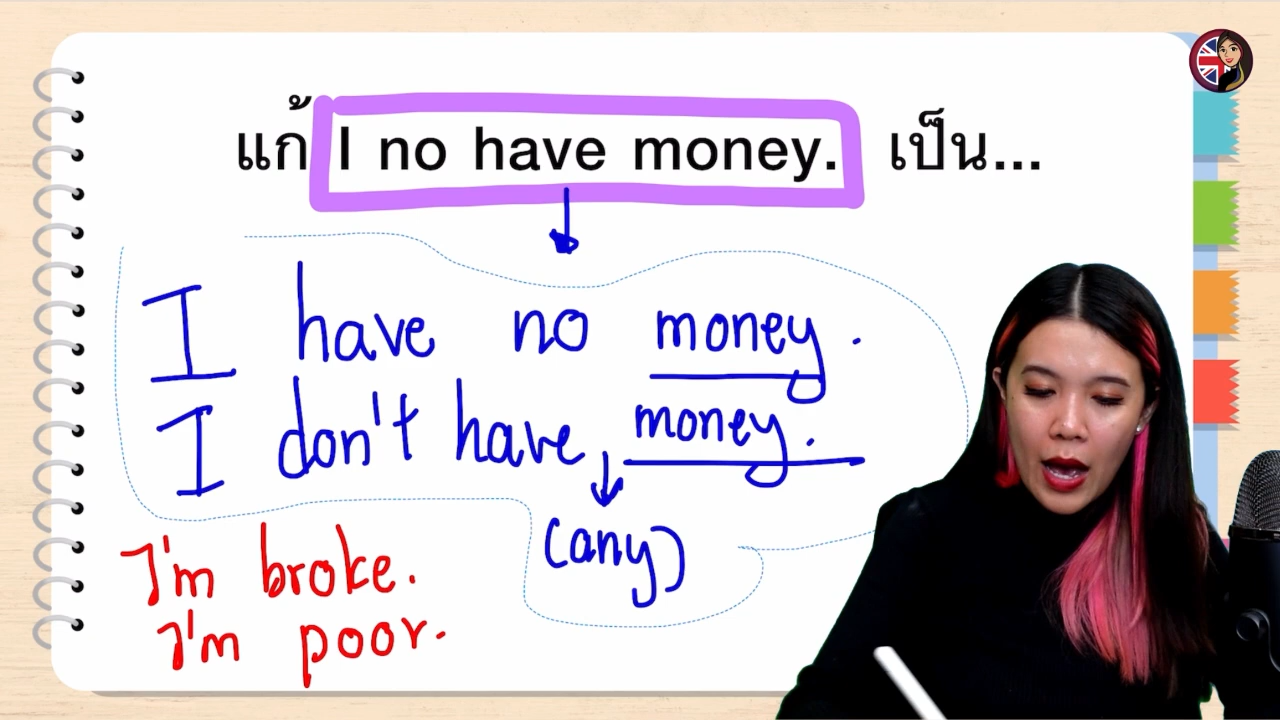 แก้ I no have money. เป็น...
I have no money.
I don't have money.
(any)
I'm broke.
I'm poor.